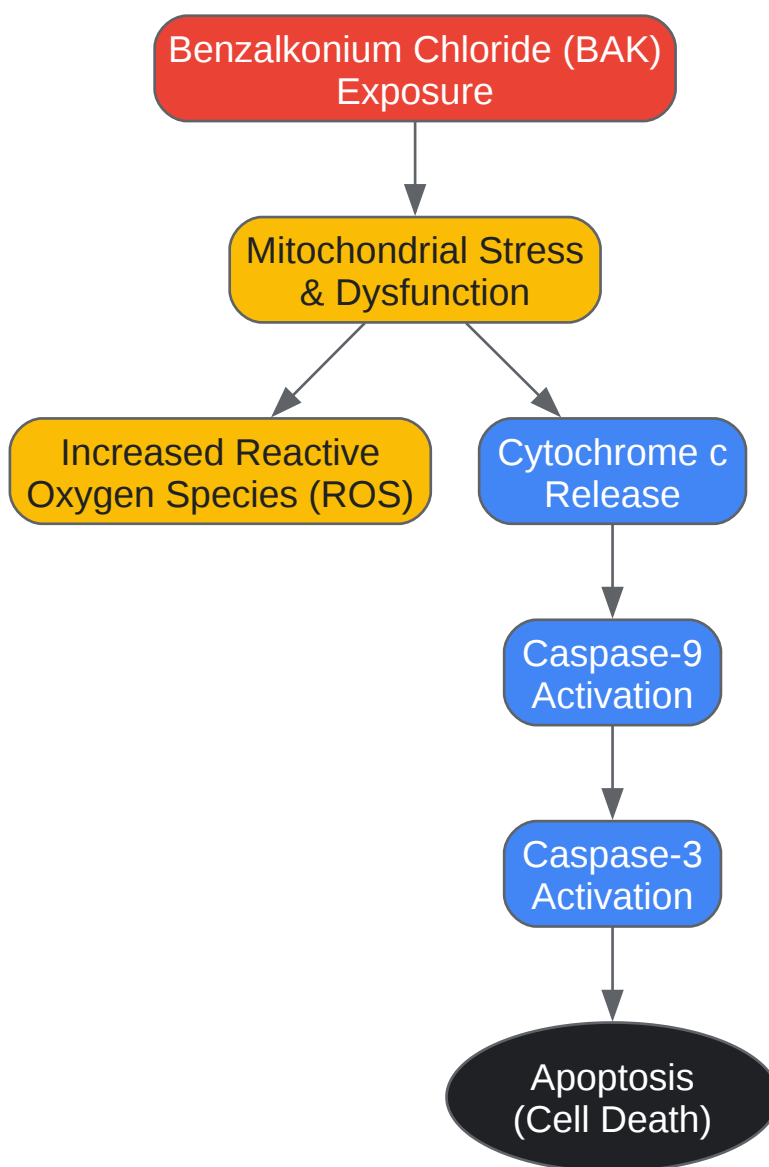 Benzalkonium Chloride (BAK)
Exposure
Mitochondrial Stress
& Dysfunction
Increased Reactive
Oxygen Species (ROS)
Cytochrome c
Release
Caspase-9
Activation
Caspase-3
Activation
Apoptosis
(Cell Death)